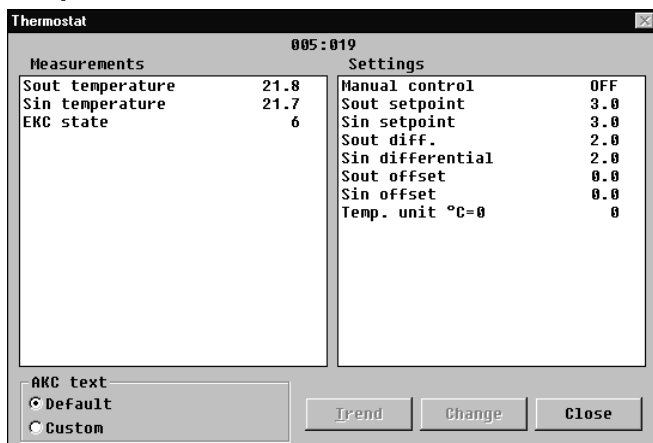 Thermostat
005:019
Measurements
Settings
Sout temperature 21.8
Sin temperature 21.7
EKC state 6
Manual control OFF
Sout setpoint 3.0
Sin setpoint 3.0
Sout diff. 2.0
Sin differential 2.0
Sout offset 0.0
Sin offset 0.0
Temp. unit °C=0 0
AKC text
Default
Custom
Trend
Change
Close